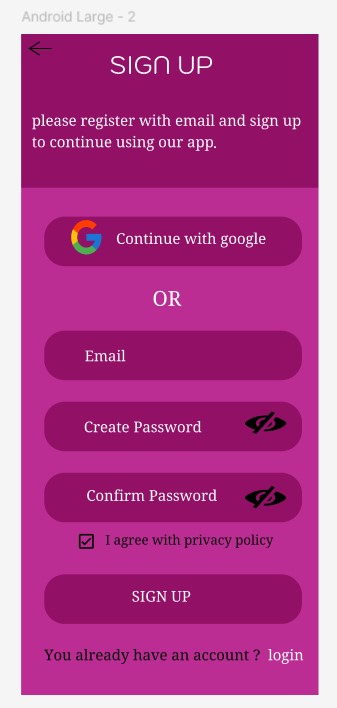 Android Large - 2
SIGN UP
please register with email and sign up
to continue using our app.
Continue with google
OR
Email
Create Password
Confirm Password
I agree with privacy policy
SIGN UP
You already have an account ? login